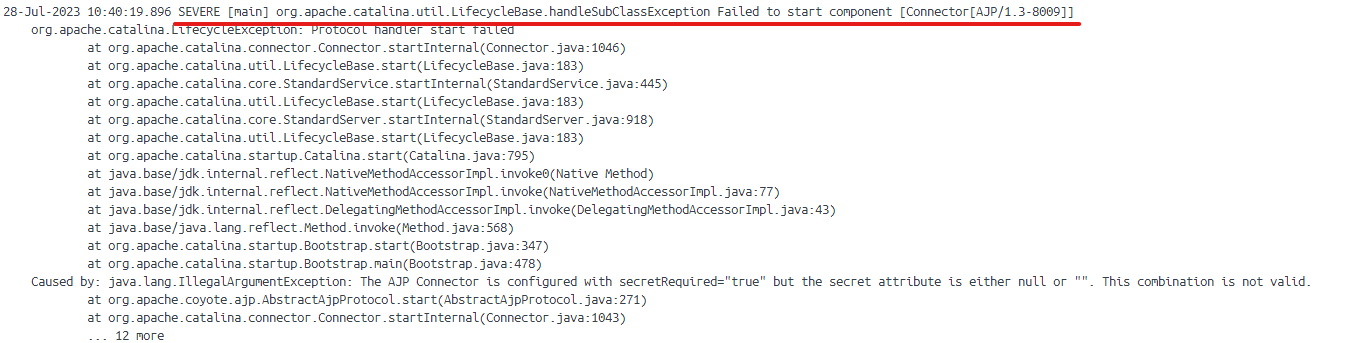 28-Jul-2023 10:40:19.896 SEVERE [main] org.apache.catalina.util.LifecycleBase.handleSubClassException Failed to start component [Connector[AJP/1.3-8009]]
org.apache.catalina.LifecycleException: Protocol handler start failed
at org.apache.catalina.connector.Connector.startInternal(Connector.java:1046)
at org.apache.catalina.util.LifecycleBase.start(LifecycleBase.java:183)
at org.apache.catalina.core.StandardService.startInternal(StandardService.java:445)
at org.apache.catalina.util.LifecycleBase.start(LifecycleBase.java:183)
at org.apache.catalina.core.StandardServer.startInternal(StandardServer.java:918)
at org.apache.catalina.util.LifecycleBase.start(LifecycleBase.java:183)
at org.apache.catalina.startup.Catalina.start(Catalina.java:795)
at java.base/jdk.internal.reflect.NativeMethodAccessorImpl.invoke0(Native Method)
at java.base/jdk.internal.reflect.NativeMethodAccessorImpl.invoke(NativeMethodAccessorImpl.java:77)
at java.base/jdk.internal.reflect.DelegatingMethodAccessorImpl.invoke(DelegatingMethodAccessorImpl.java:43)
at java.base/java.lang.reflect.Method.invoke(Method.java:568)
at org.apache.catalina.startup.Bootstrap.start(Bootstrap.java:347)
at org.apache.catalina.startup.Bootstrap.main(Bootstrap.java:478)
Caused by: java.lang.IllegalArgumentException: The AJP Connector is configured with secretRequired="true" but the secret attribute is either null or "". This combination is not valid.
at org.apache.coyote.ajp.AbstractAjpProtocol.start(AbstractAjpProtocol.java:271)
at org.apache.catalina.connector.Connector.startInternal(Connector.java:1043)
... 12 more